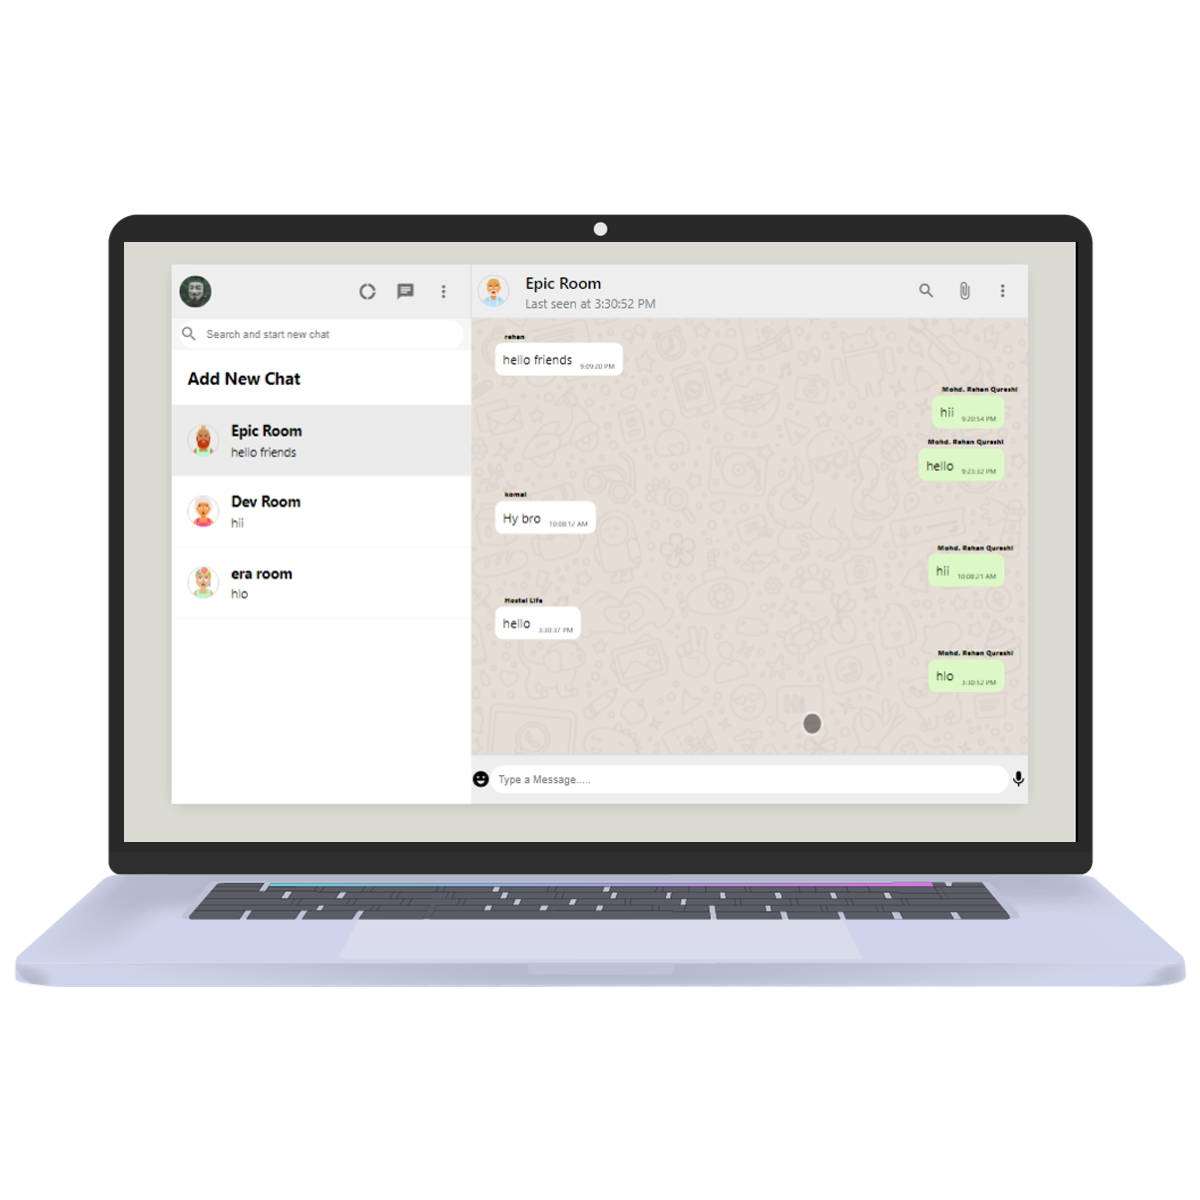 Search and start new chat
Add New Chat
Epic Room
hello friends
Dev Room
hii
era room
hlo
Epic Room
Last seen at 3:30:52 PM
rehan
hello friends 9:09:20 PM
Mohd. Rehan Qureshi
hii 9:20:54 PM
Mohd. Rehan Qureshi
hello 9:23:32 PM
komal
Hy bro 10:08:12 AM
Mohd. Rehan Qureshi
hii 10:08:21 AM
Hostel Life
hello 3:30:37 PM
Mohd. Rehan Qureshi
hlo 3:30:52 PM
Type a Message.....